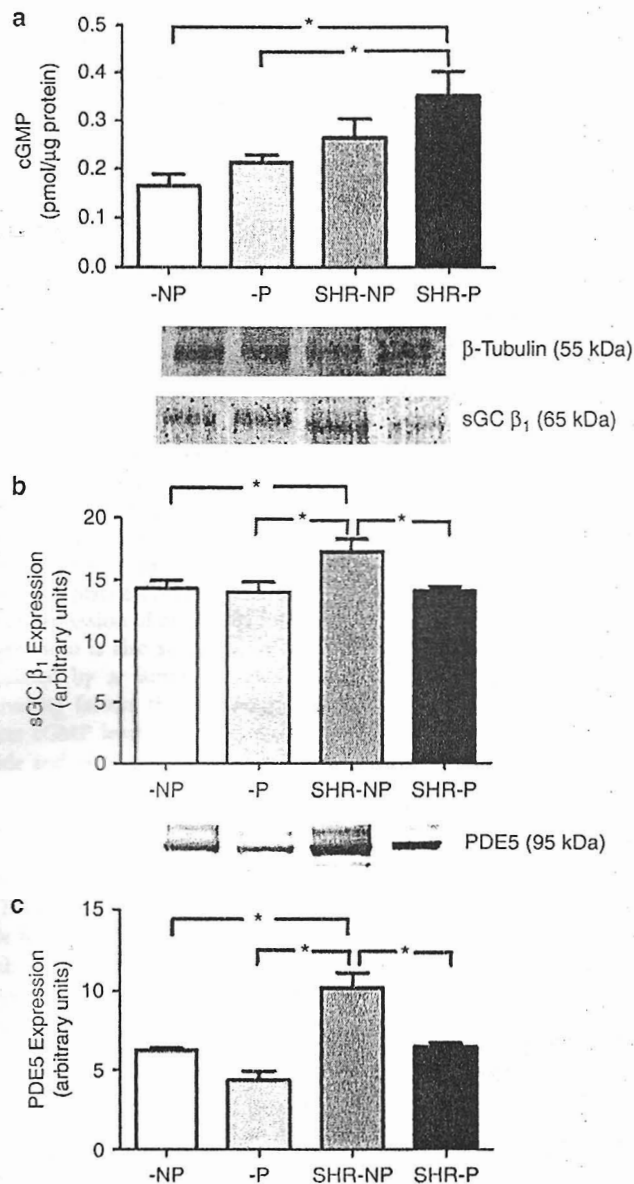 a
0.5
0.4
0.3
0.2
0.1
0.0
cGMP
(pmol/µg protein)
*
*
-NP -P SHR-NP SHR-P
β-Tubulin (55 kDa)
sGC β₁ (65 kDa)
b
20
15
10
5
0
sGC β₁ Expression
(arbitrary units)
*
* *
-NP -P SHR-NP SHR-P
PDE5 (95 kDa)
c
15
10
5
0
PDE5 Expression
(arbitrary units)
*
* *
-NP -P SHR-NP SHR-P